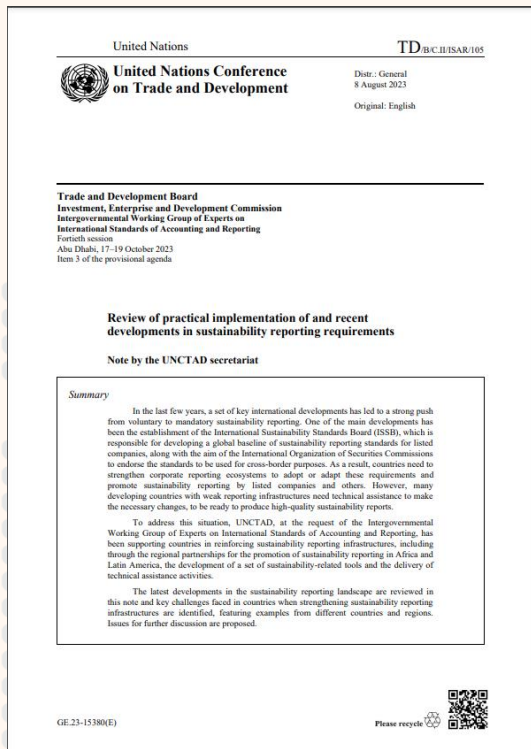 United Nations
TD/B/C.II/ISAR/105
United Nations Conference
on Trade and Development
Distr.: General
8 August 2023
Original: English
Trade and Development Board
Investment, Enterprise and Development Commission
Intergovernmental Working Group of Experts on
International Standards of Accounting and Reporting
Fortieth session
Abu Dhabi, 17–19 October 2023
Item 3 of the provisional agenda
Review of practical implementation of and recent
developments in sustainability reporting requirements
Note by the UNCTAD secretariat
Summary
In the last few years, a set of key international developments has led to a strong push
from voluntary to mandatory sustainability reporting. One of the main developments has
been the establishment of the International Sustainability Standards Board (ISSB), which is
responsible for developing a global baseline of sustainability reporting standards for listed
companies, along with the aim of the International Organization of Securities Commissions
to endorse the standards to be used for cross-border purposes. As a result, countries need to
strengthen corporate reporting ecosystems to adopt or adapt these requirements and
promote sustainability reporting by listed companies and others. However, many
developing countries with weak reporting infrastructures need technical assistance to make
the necessary changes, to be ready to produce high-quality sustainability reports.
To address this situation, UNCTAD, at the request of the Intergovernmental
Working Group of Experts on International Standards of Accounting and Reporting, has
been supporting countries in reinforcing sustainability reporting infrastructures, including
through the regional partnerships for the promotion of sustainability reporting in Africa and
Latin America, the development of a set of sustainability-related tools and the delivery of
technical assistance activities.
The latest developments in the sustainability reporting landscape are reviewed in
this note and key challenges faced in countries when strengthening sustainability reporting
infrastructures are identified, featuring examples from different countries and regions.
Issues for further discussion are proposed.
GE.23-15380(E)
Please recycle